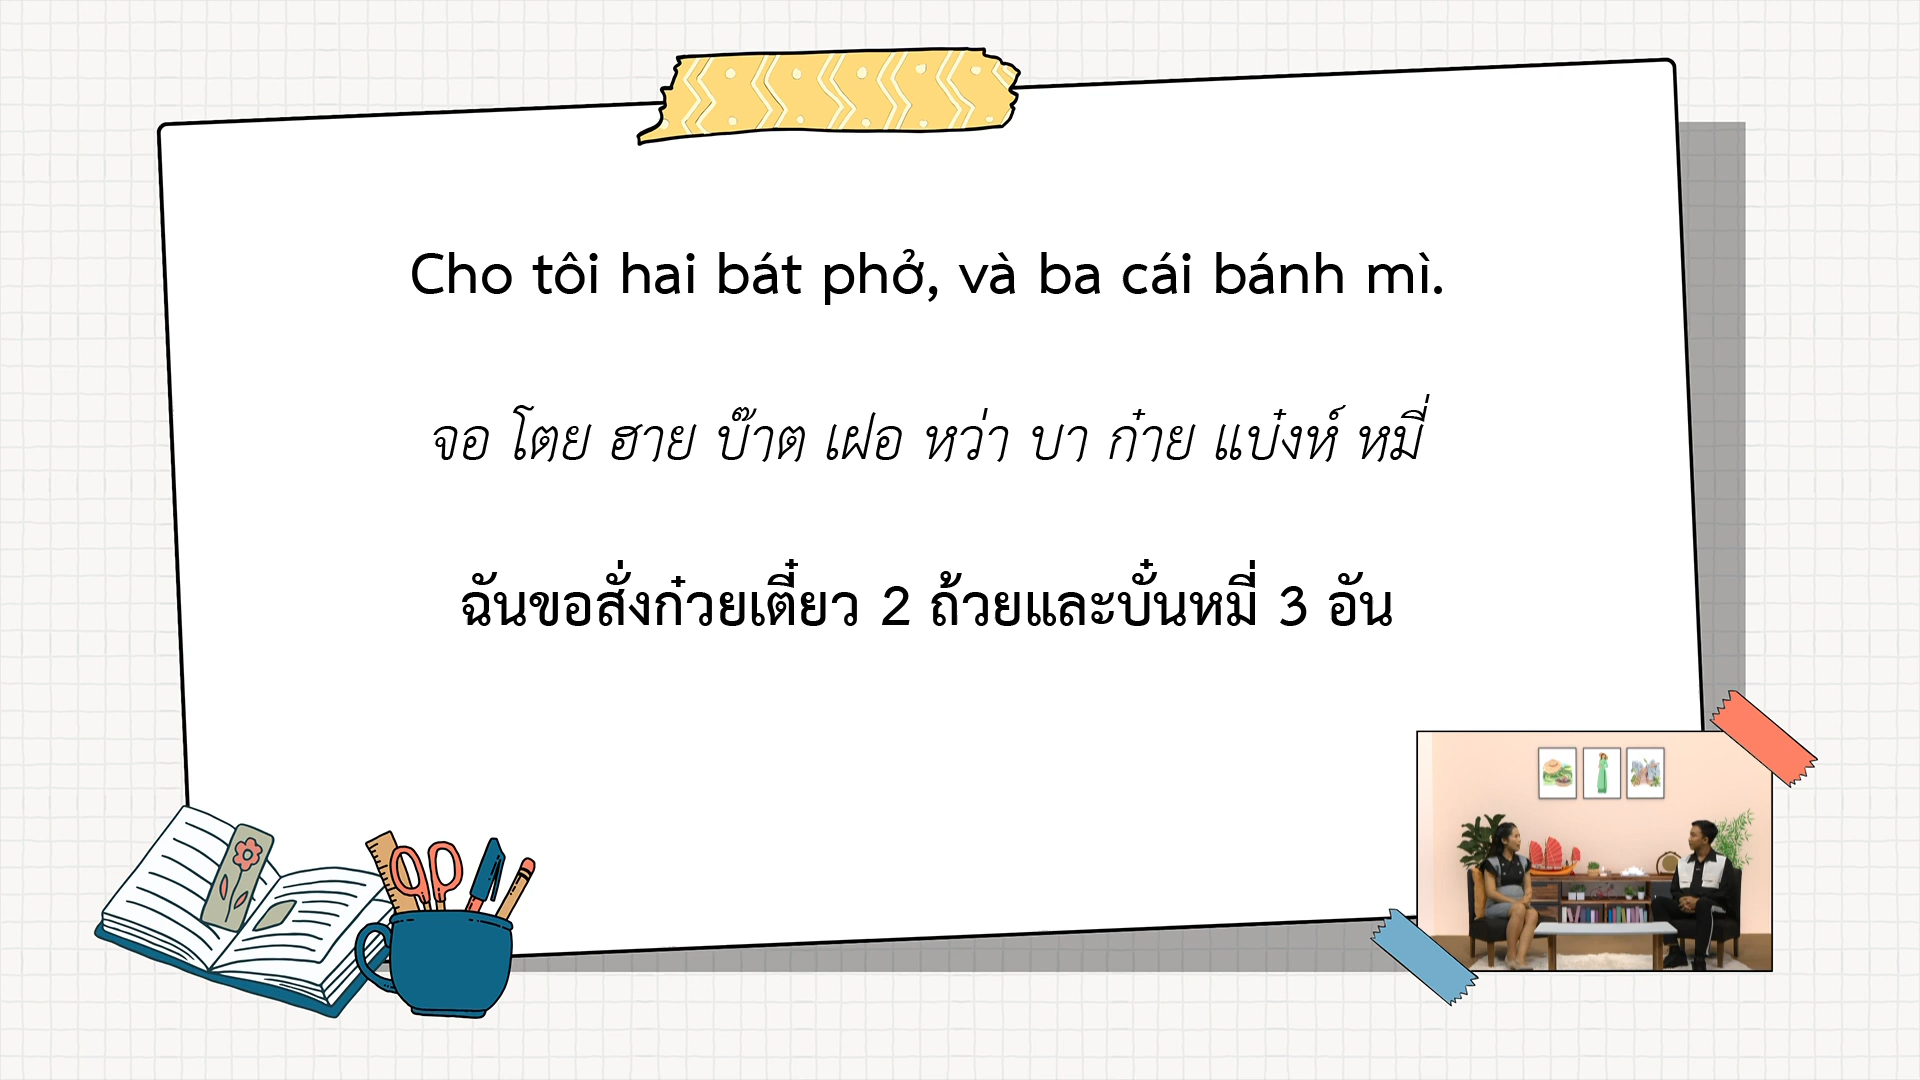 Cho tôi hai bát phở, và ba cái bánh mì.
จอ โตย ฮาย บ๊าต เฝอ หว่า บา ก๋าย แบ๋งห์ หมี่
ฉันขอสั่งก๋วยเตี๋ยว 2 ถ้วยและบั๋นหมี่ 3 อัน